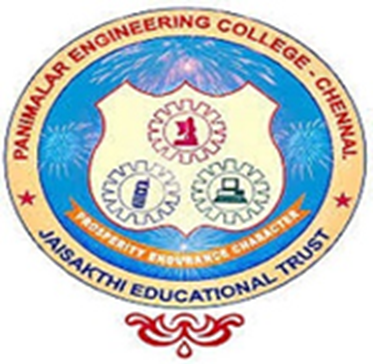 PANIMALAR ENGINEERING COLLEGE - CHENNAI.
PROSPERITY ENDURANCE CHARACTER
JAISAKTHI EDUCATIONAL TRUST